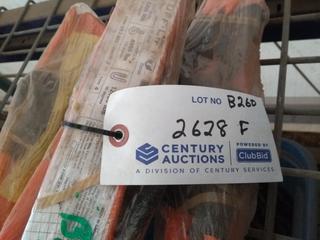 LOT NO B260
2628 F
CENTURY
AUCTIONS
POWERED BY
ClubBid
A DIVISION OF CENTURY SERVICES